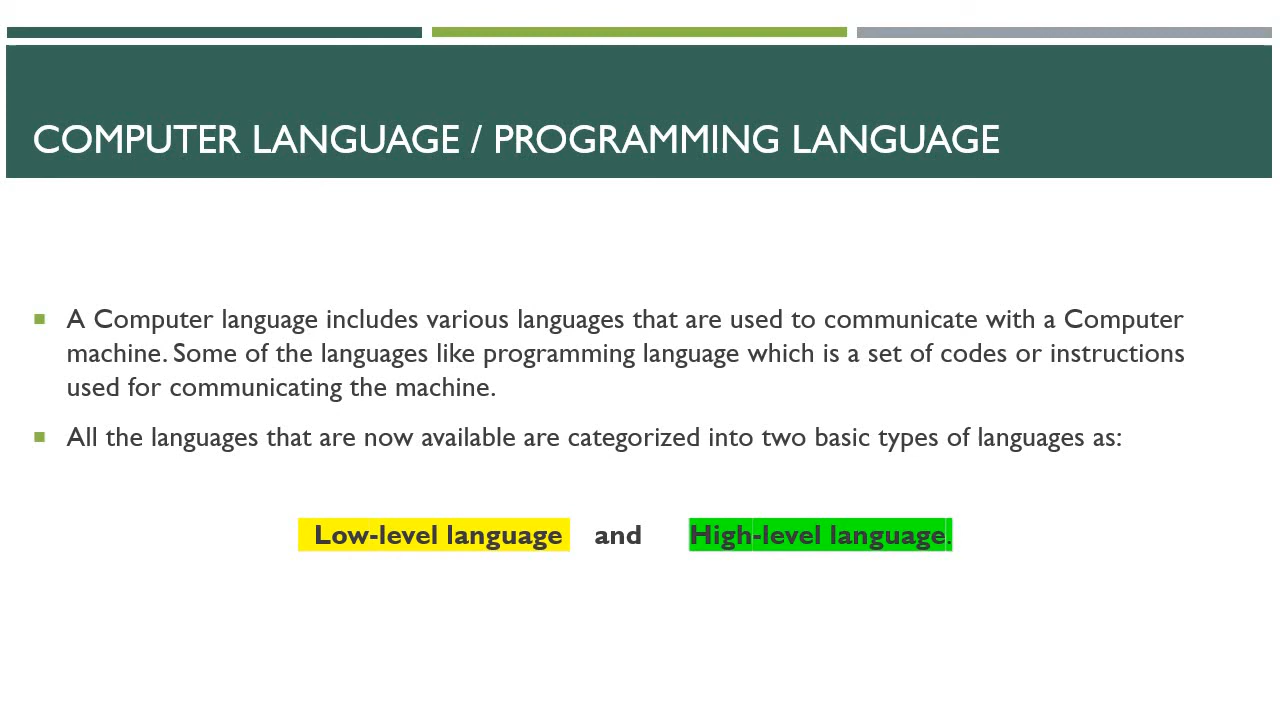 COMPUTER LANGUAGE / PROGRAMMING LANGUAGE
A Computer language includes various languages that are used to communicate with a Computer
machine. Some of the languages like programming language which is a set of codes or instructions
used for communicating the machine.
All the languages that are now available are categorized into two basic types of languages as:
Low-level language and High-level language.